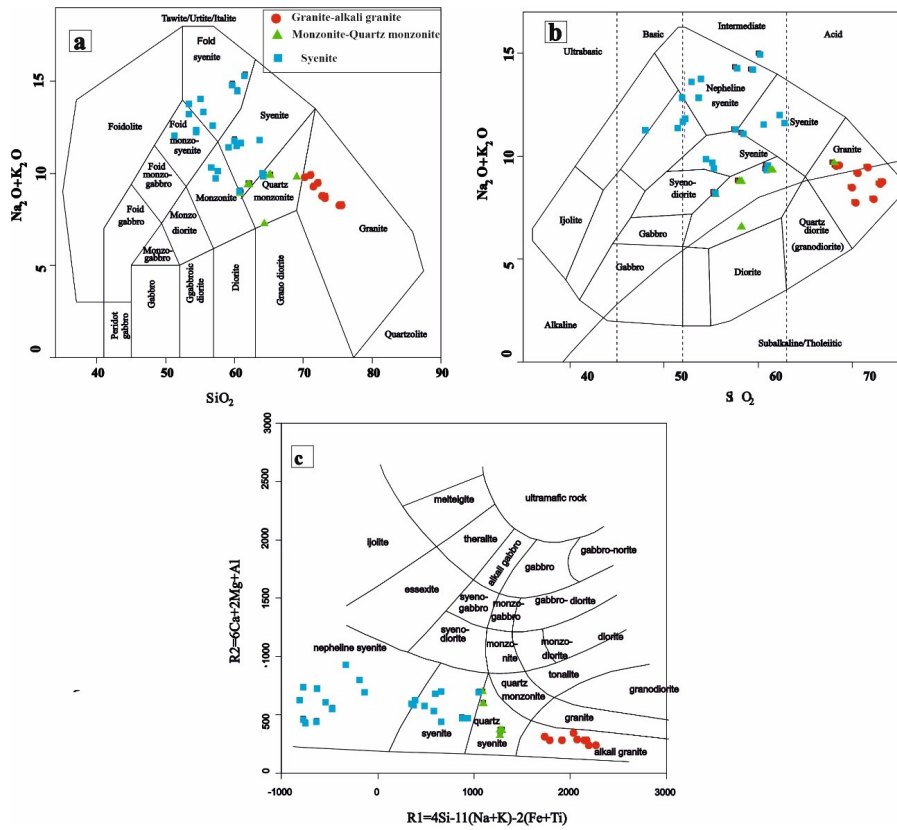 Tawite/Urtite/Italite
a
Granite-alkali granite
Monzonite-Quartz monzonite
Syenite
Foid
syenite
Syenite
Foidolite
Foid
monzo-
syenite
Foid
monzo-
gabbro
Monzonite
Quartz
monzonite
Granite
Foid
gabbro
Monzo
diorite
Monzo-
gabbro
Peridot
gabbro
Gabbro
Ggabbroic
diorite
Diorite
Grano diorite
Quartzolite
Na2O+K2O
0
5
10
15
40
50
60
70
80
90
SiO2
b
Ultrabasic
Basic
Intermediate
Acid
Nepheline
syenite
Syenite
Syenite
Granite
Syeno-
diorite
Ijolite
Gabbro
Gabbro
Diorite
Quartz
diorite
(granodiorite)
Alkaline
Subalkaline/Tholeiitic
Na2O+K2O
0
5
10
15
40
50
60
70
S O2
c
3000
2500
2000
1500
1000
500
0
R2=6Ca+2Mg+Al
melteigite
ultramafic rock
ijolite
theralite
alkali gabbro
gabbro
gabbro-norite
essexite
syeno-
gabbro
monzo-
gabbro
gabbro-diorite
syeno-
diorite
monzo-
nite
monzo-
diorite
diorite
nepheline syenite
tonalite
quartz
monzonite
granodiorite
syenite
quartz
syenite
granite
alkali granite
-1000
0
1000
2000
3000
R1=4Si-11(Na+K)-2(Fe+Ti)